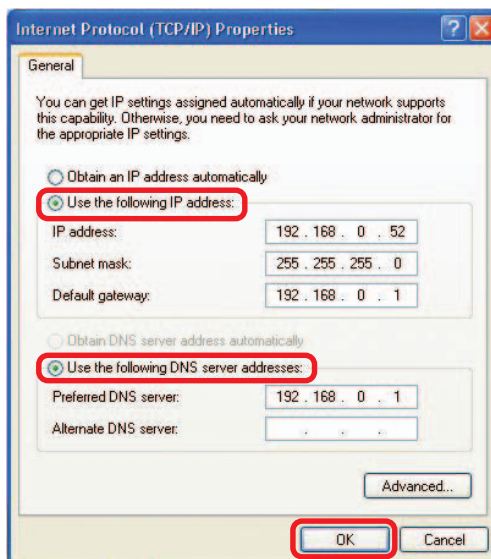 Internet Protocol (TCP/IP) Properties
General
You can get IP settings assigned automatically if your network supports
this capability. Otherwise, you need to ask your network administrator for
the appropriate IP settings.
Obtain an IP address automatically
Use the following IP address:
IP address: 192 . 168 . 0 . 52
Subnet mask: 255 . 255 . 255 . 0
Default gateway: 192 . 168 . 0 . 1
Obtain DNS server address automatically
Use the following DNS server addresses:
Preferred DNS server: 192 . 168 . 0 . 1
Alternate DNS server: . . .
Advanced...
OK Cancel